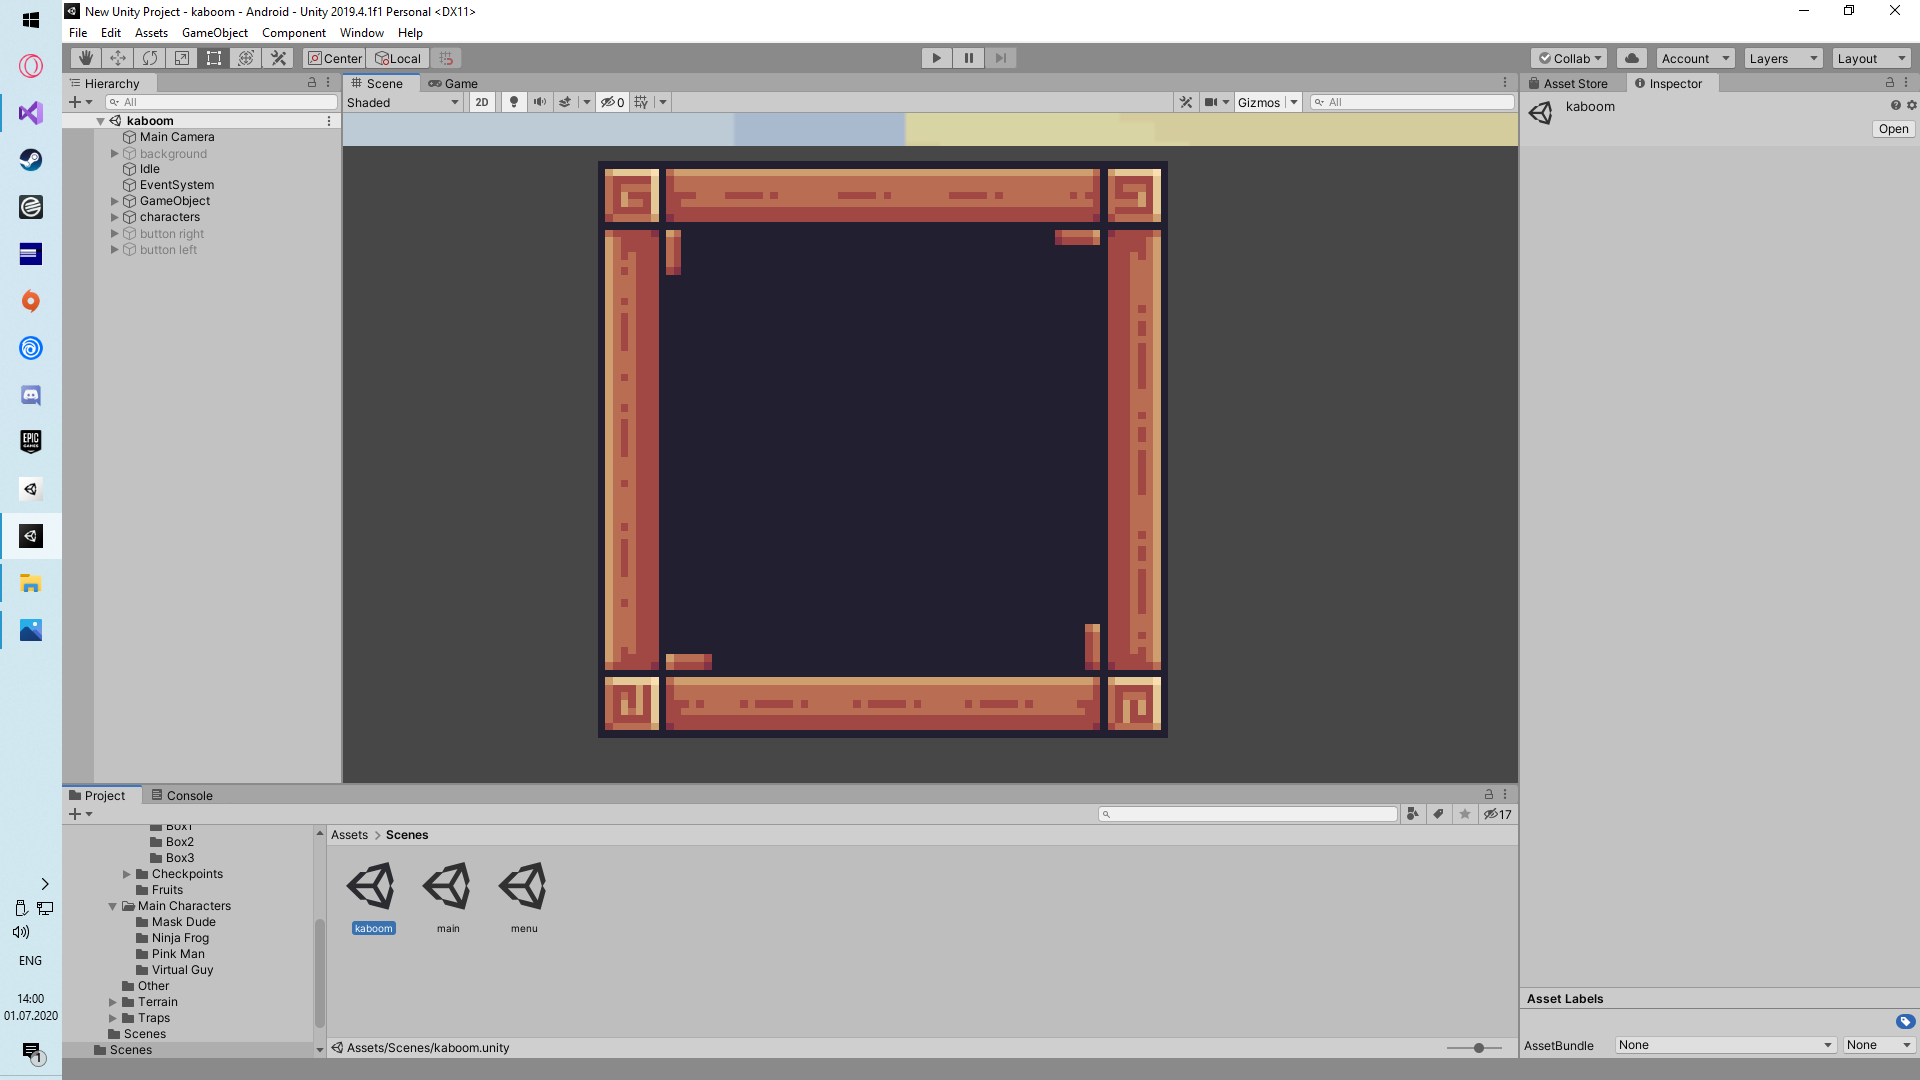 New Unity Project - kaboom - Android - Unity 2019.4.1f1 Personal <DX11>
File Edit Assets GameObject Component Window Help
Center Local Collab Account Layers Layout
Hierarchy
All
kaboom
Main Camera
background
Idle
EventSystem
GameObject
characters
button right
button left
Scene Game
Shaded 2D 0 Gizmos All
Asset Store Inspector
kaboom
Open
EPIC GAMES
Project Console
17
Box1
Box2
Box3
Checkpoints
Fruits
Main Characters
Mask Dude
Ninja Frog
Pink Man
Virtual Guy
Other
Terrain
Traps
Scenes
Scenes
Assets > Scenes
kaboom main menu
Assets/Scenes/kaboom.unity
Asset Labels
AssetBundle None None
ENG
14:00
01.07.2020
1